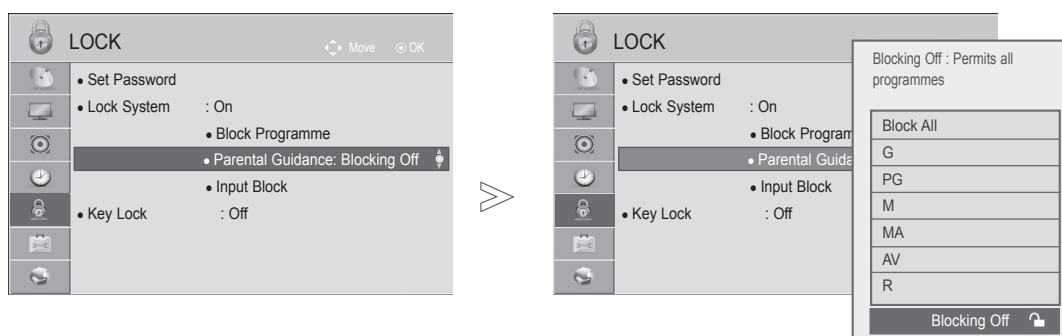 LOCK
Move OK
• Set Password
• Lock System : On
• Block Programme
• Parental Guidance: Blocking Off
• Input Block
• Key Lock : Off
LOCK
• Set Password
• Lock System : On
• Block Program
• Parental Guida
• Input Block
• Key Lock : Off
Blocking Off : Permits all
programmes
Block All
G
PG
M
MA
AV
R
Blocking Off